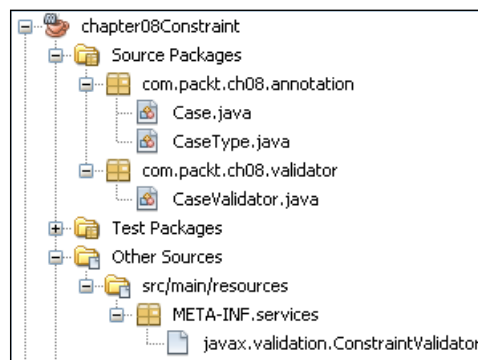 chapter08Constraint
Source Packages
com.packt.ch08.annotation
Case.java
CaseType.java
com.packt.ch08.validator
CaseValidator.java
Test Packages
Other Sources
src/main/resources
META-INF.services
javax.validation.ConstraintValidator